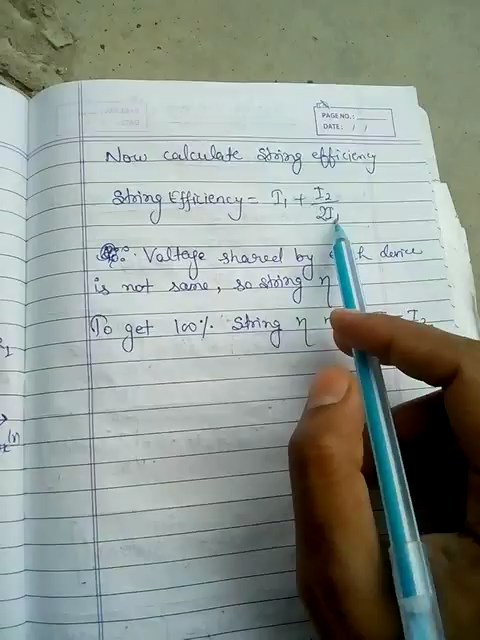 PAGE NO.:
DATE: / /
Now calculate string efficiency
String Efficiency = I₁ + I₂
2I₁
∵ Voltage shared by device
is not same, so string η
To get 100% string η I₂